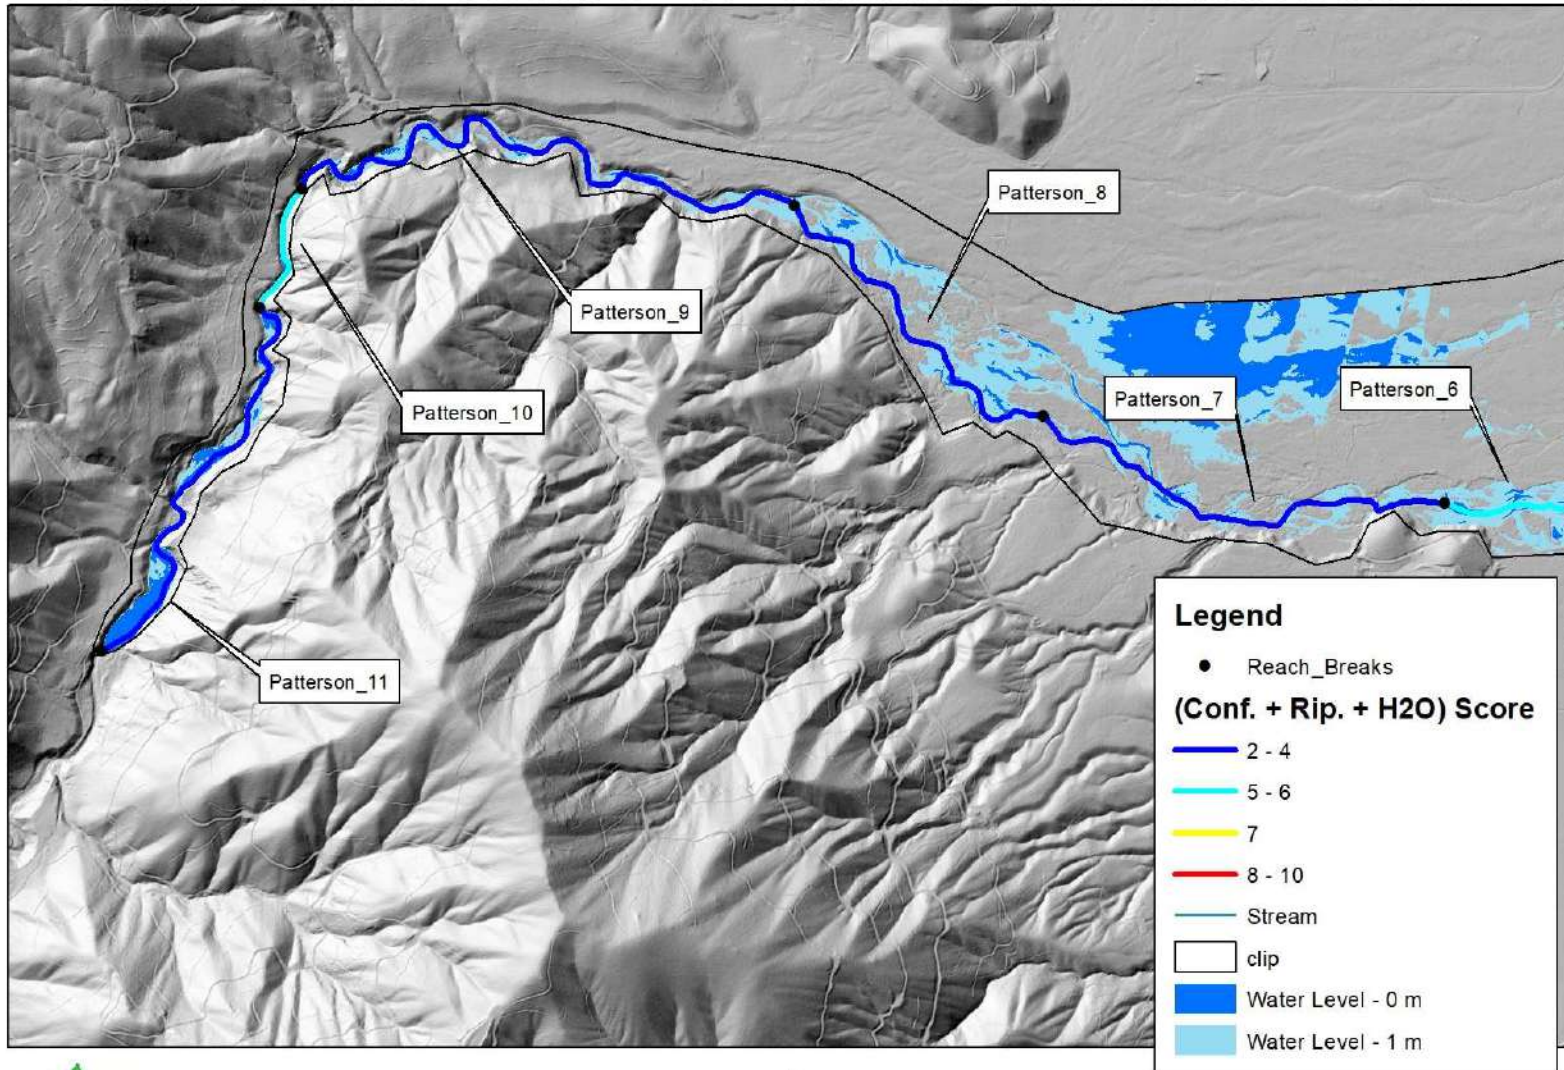 Patterson_8
Patterson_9
Patterson_6
Patterson_7
Patterson_10
Patterson_11
Legend
Reach_Breaks
(Conf. + Rip. + H2O) Score
2 - 4
5 - 6
7
8 - 10
Stream
clip
Water Level - 0 m
Water Level - 1 m